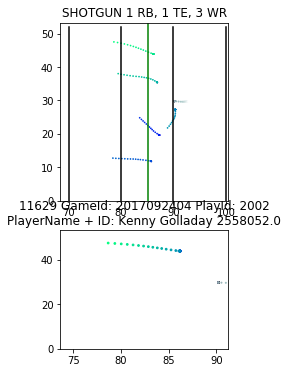 SHOTGUN 1 RB, 1 TE, 3 WR
50
40
30
20
10
0
70 80 90 100
11629 GameId: 2017092404 PlayId: 2002
PlayerName + ID: Kenny Golladay 2558052.0
40
20
0
75 80 85 90